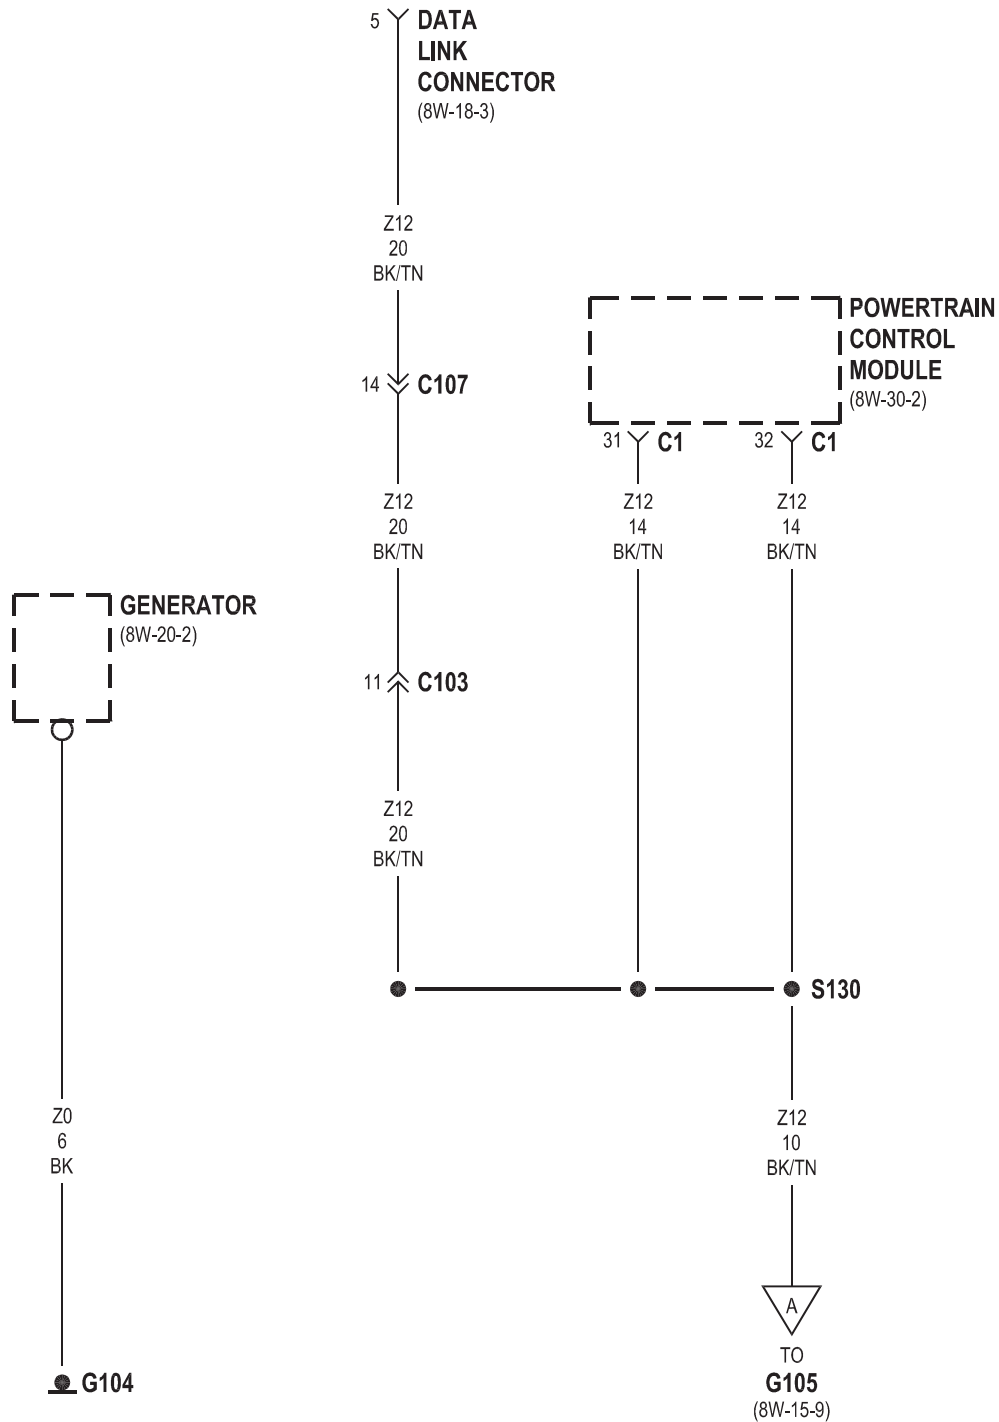 5
DATA
LINK
CONNECTOR
(8W-18-3)
Z12
20
BK/TN
14
C107
Z12
20
BK/TN
11
C103
Z12
20
BK/TN
POWERTRAIN
CONTROL
MODULE
(8W-30-2)
31
C1
32
C1
Z12
14
BK/TN
Z12
14
BK/TN
GENERATOR
(8W-20-2)
S130
Z0
6
BK
G104
Z12
10
BK/TN
A
TO
G105
(8W-15-9)